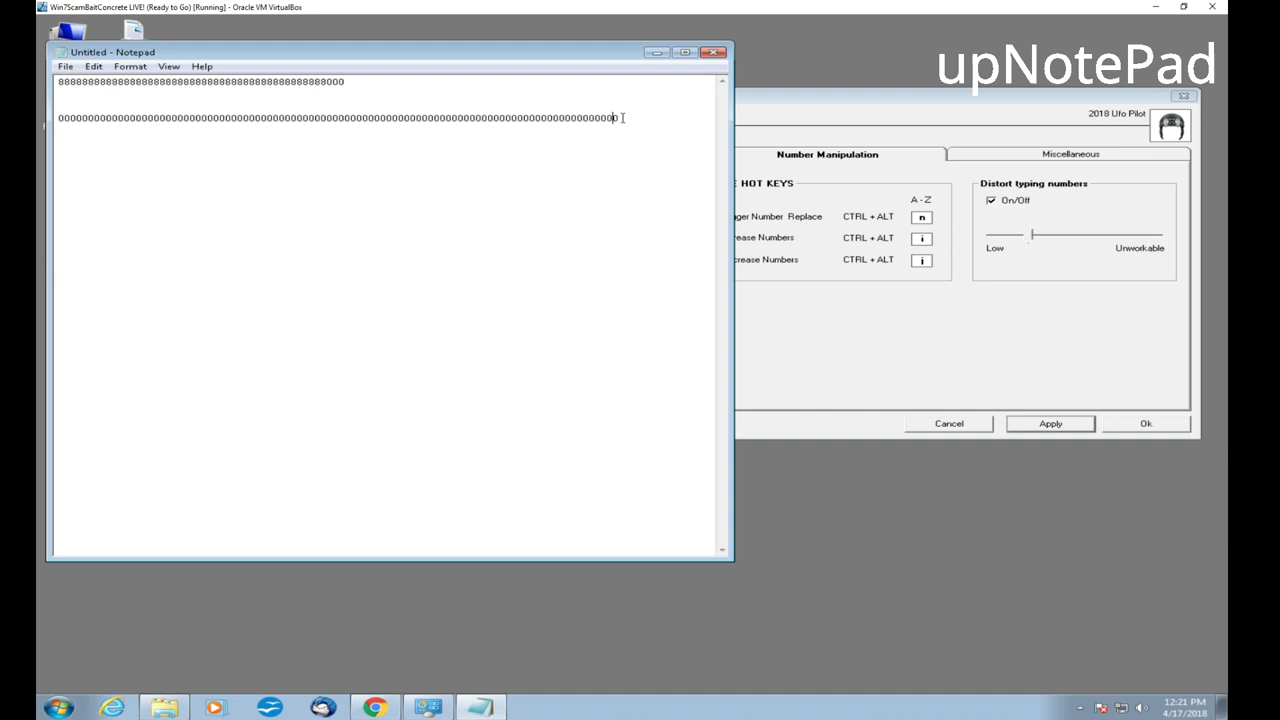 Win7ScamBaitConcrete LIVE! (Ready to Go) [Running] - Oracle VM VirtualBox
upNotePad
Untitled - Notepad
File Edit Format View Help
2018 Ufo Pilot
Number Manipulation
Miscellaneous
E HOT KEYS
A - Z
ger Number Replace CTRL + ALT n
ease Numbers CTRL + ALT i
crease Numbers CTRL + ALT i
Distort typing numbers
On/Off
Low
Unworkable
Cancel
Apply
Ok
12:21 PM
4/17/2018